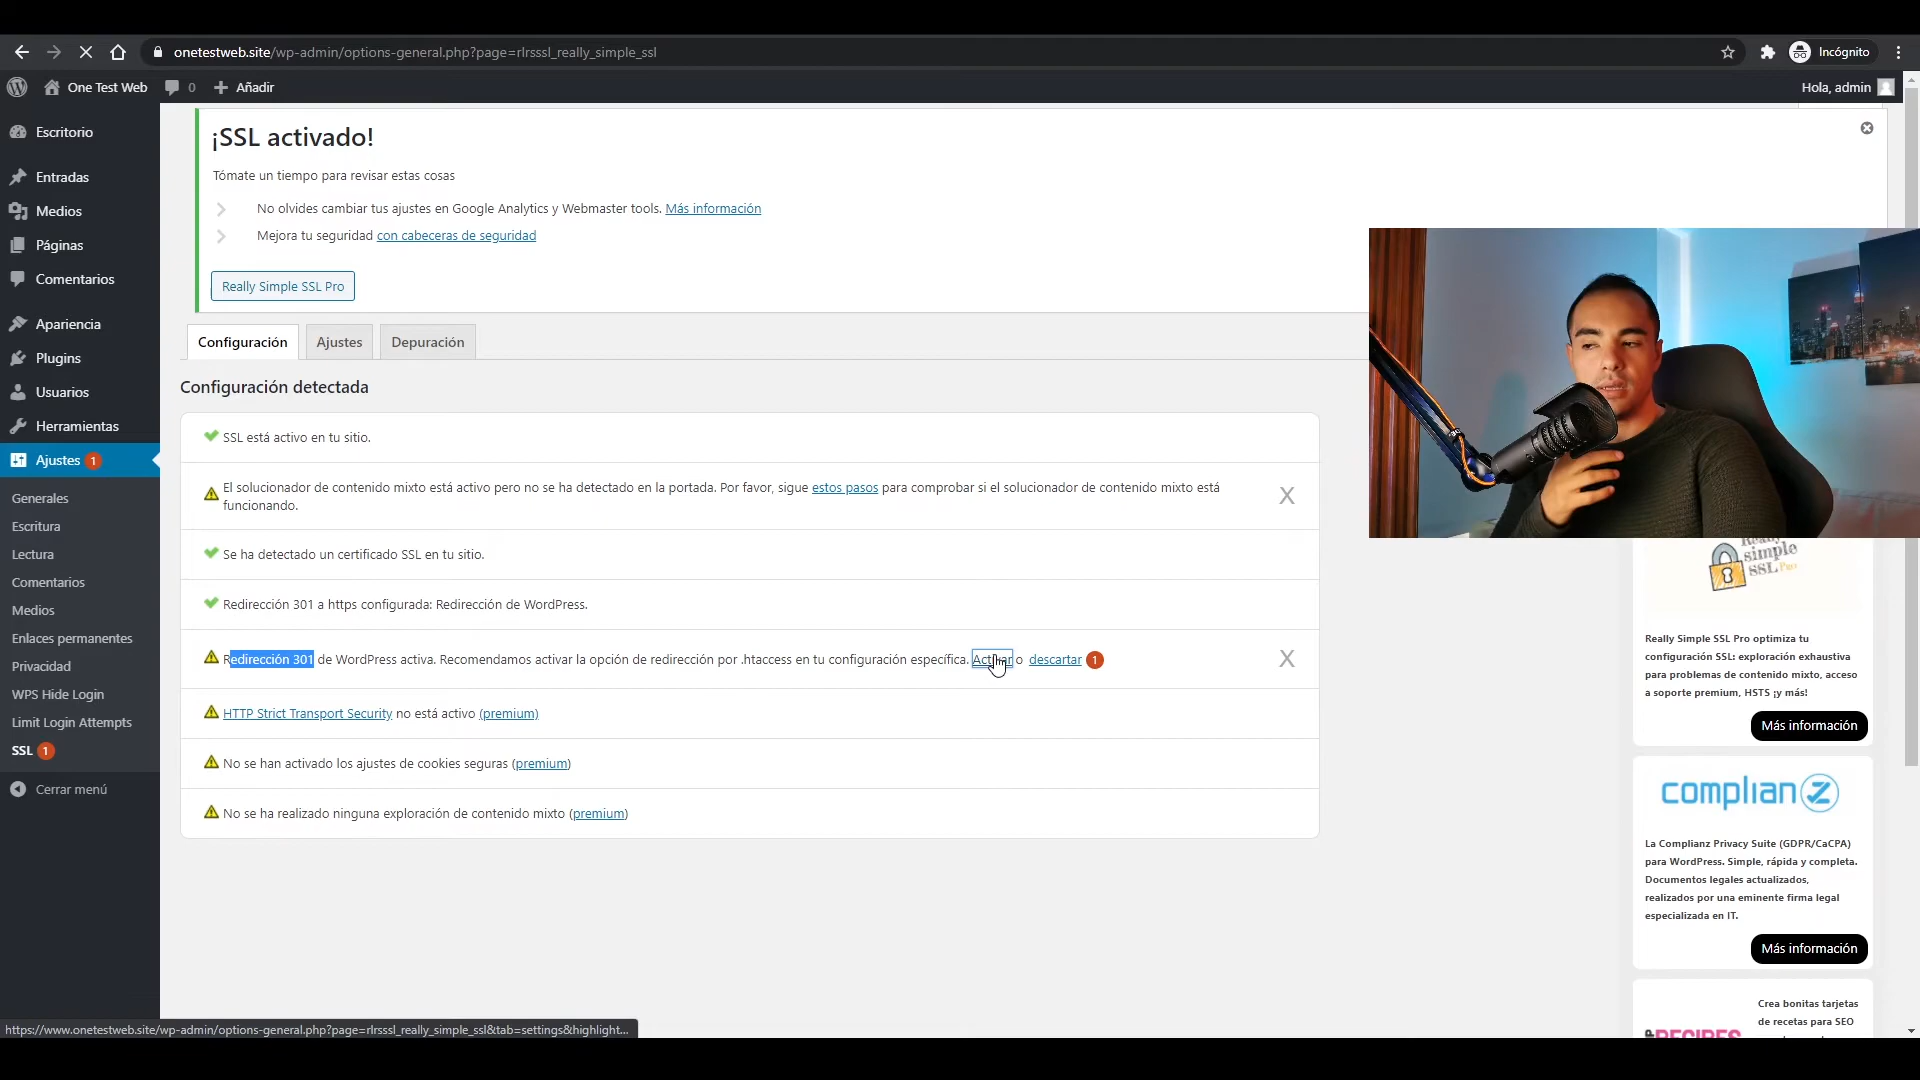 onetestweb.site/wp-admin/options-general.php?page=rlrsssl_really_simple_ssl
Incógnito
One Test Web
0
Añadir
Hola, admin
Escritorio
Entradas
Medios
Páginas
Comentarios
Apariencia
Plugins
Usuarios
Herramientas
Ajustes 1
Generales
Escritura
Lectura
Comentarios
Medios
Enlaces permanentes
Privacidad
WPS Hide Login
Limit Login Attempts
SSL 1
Cerrar menú
¡SSL activado!
Tómate un tiempo para revisar estas cosas
No olvides cambiar tus ajustes en Google Analytics y Webmaster tools. Más información
Mejora tu seguridad con cabeceras de seguridad
Really Simple SSL Pro
Configuración
Ajustes
Depuración
Configuración detectada
SSL está activo en tu sitio.
El solucionador de contenido mixto está activo pero no se ha detectado en la portada. Por favor, sigue estos pasos para comprobar si el solucionador de contenido mixto está
funcionando.
X
Se ha detectado un certificado SSL en tu sitio.
Redirección 301 a https configurada: Redirección de WordPress.
Redirección 301 de WordPress activa. Recomendamos activar la opción de redirección por .htaccess en tu configuración específica. Activar o descartar 1
X
HTTP Strict Transport Security no está activo (premium)
No se han activado los ajustes de cookies seguras (premium)
No se ha realizado ninguna exploración de contenido mixto (premium)
Really
simple
SSL Pro
Really Simple SSL Pro optimiza tu
configuración SSL: exploración exhaustiva
para problemas de contenido mixto, acceso
a soporte premium, HSTS ¡y más!
Más información
complianz
La Complianz Privacy Suite (GDPR/CaCPA)
para WordPress. Simple, rápida y completa.
Documentos legales actualizados,
realizados por una eminente firma legal
especializada en IT.
Más información
Crea bonitas tarjetas
de recetas para SEO
RECIPES
https://www.onetestweb.site/wp-admin/options-general.php?page=rlrsssl_really_simple_ssl&tab=settings&highlight...